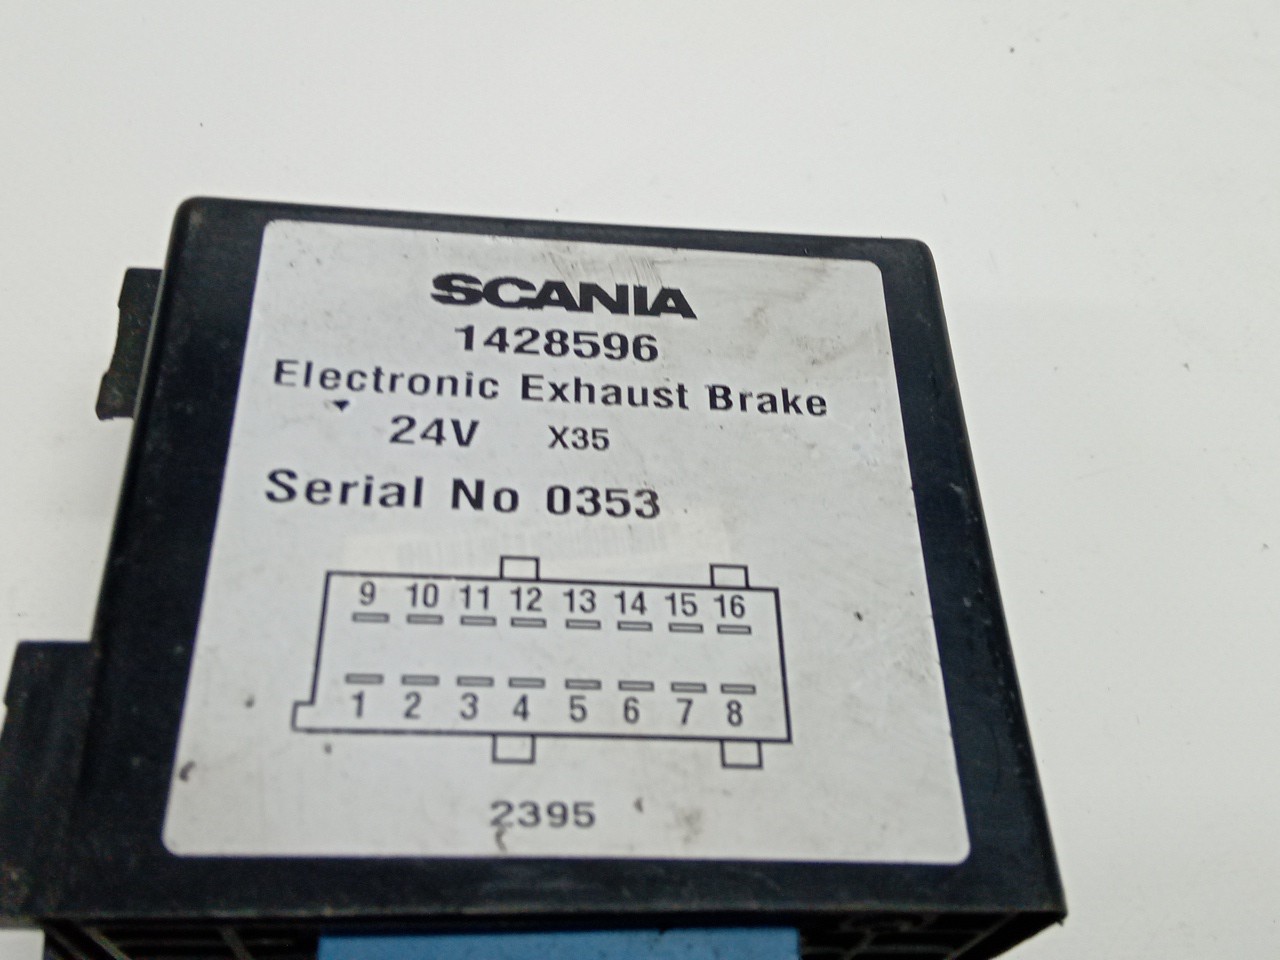 SCANIA
1428596
Electronic Exhaust Brake
24V X35
Serial No 0353
9 10 11 12 13 14 15 16
1 2 3 4 5 6 7 8
2395